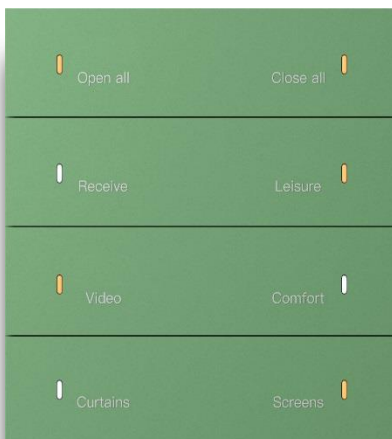 Open all Close all
Receive Leisure
Video Comfort
Curtains Screens